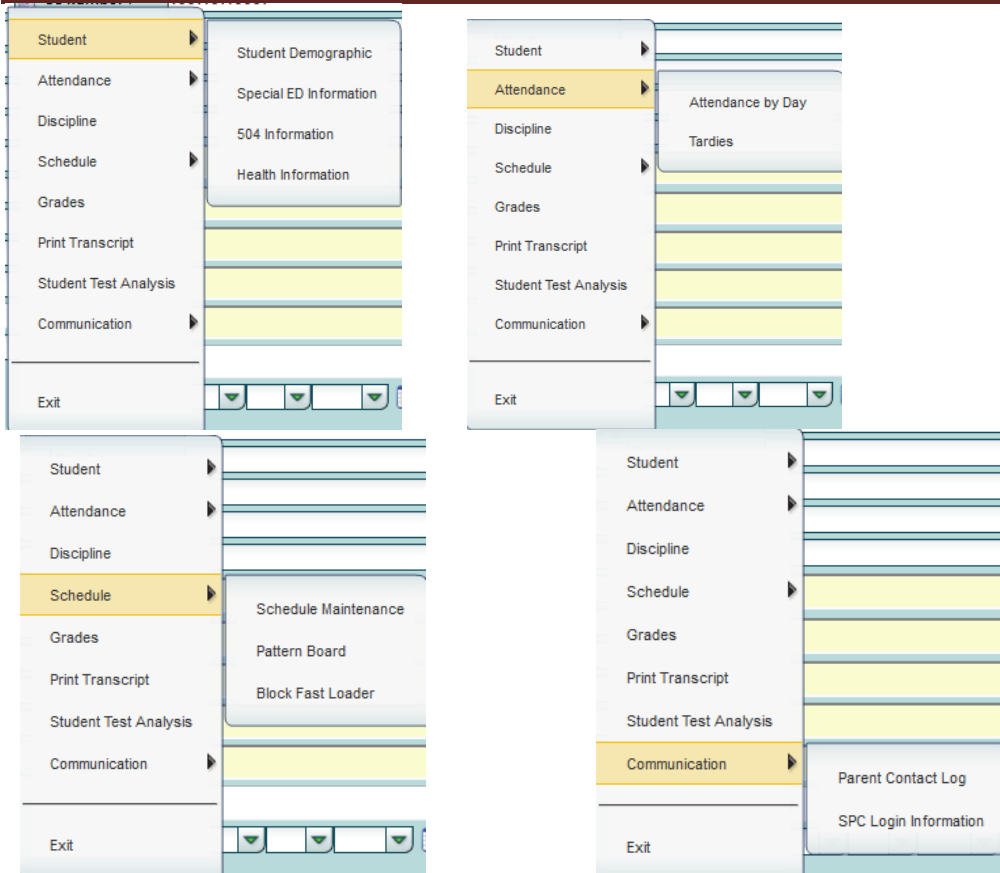 Student
Attendance
Discipline
Schedule
Grades
Print Transcript
Student Test Analysis
Communication
Exit
Student Demographic
Special ED Information
504 Information
Health Information
Student
Attendance
Discipline
Schedule
Grades
Print Transcript
Student Test Analysis
Communication
Exit
Attendance by Day
Tardies
Student
Attendance
Discipline
Schedule
Grades
Print Transcript
Student Test Analysis
Communication
Exit
Schedule Maintenance
Pattern Board
Block Fast Loader
Student
Attendance
Discipline
Schedule
Grades
Print Transcript
Student Test Analysis
Communication
Exit
Parent Contact Log
SPC Login Information